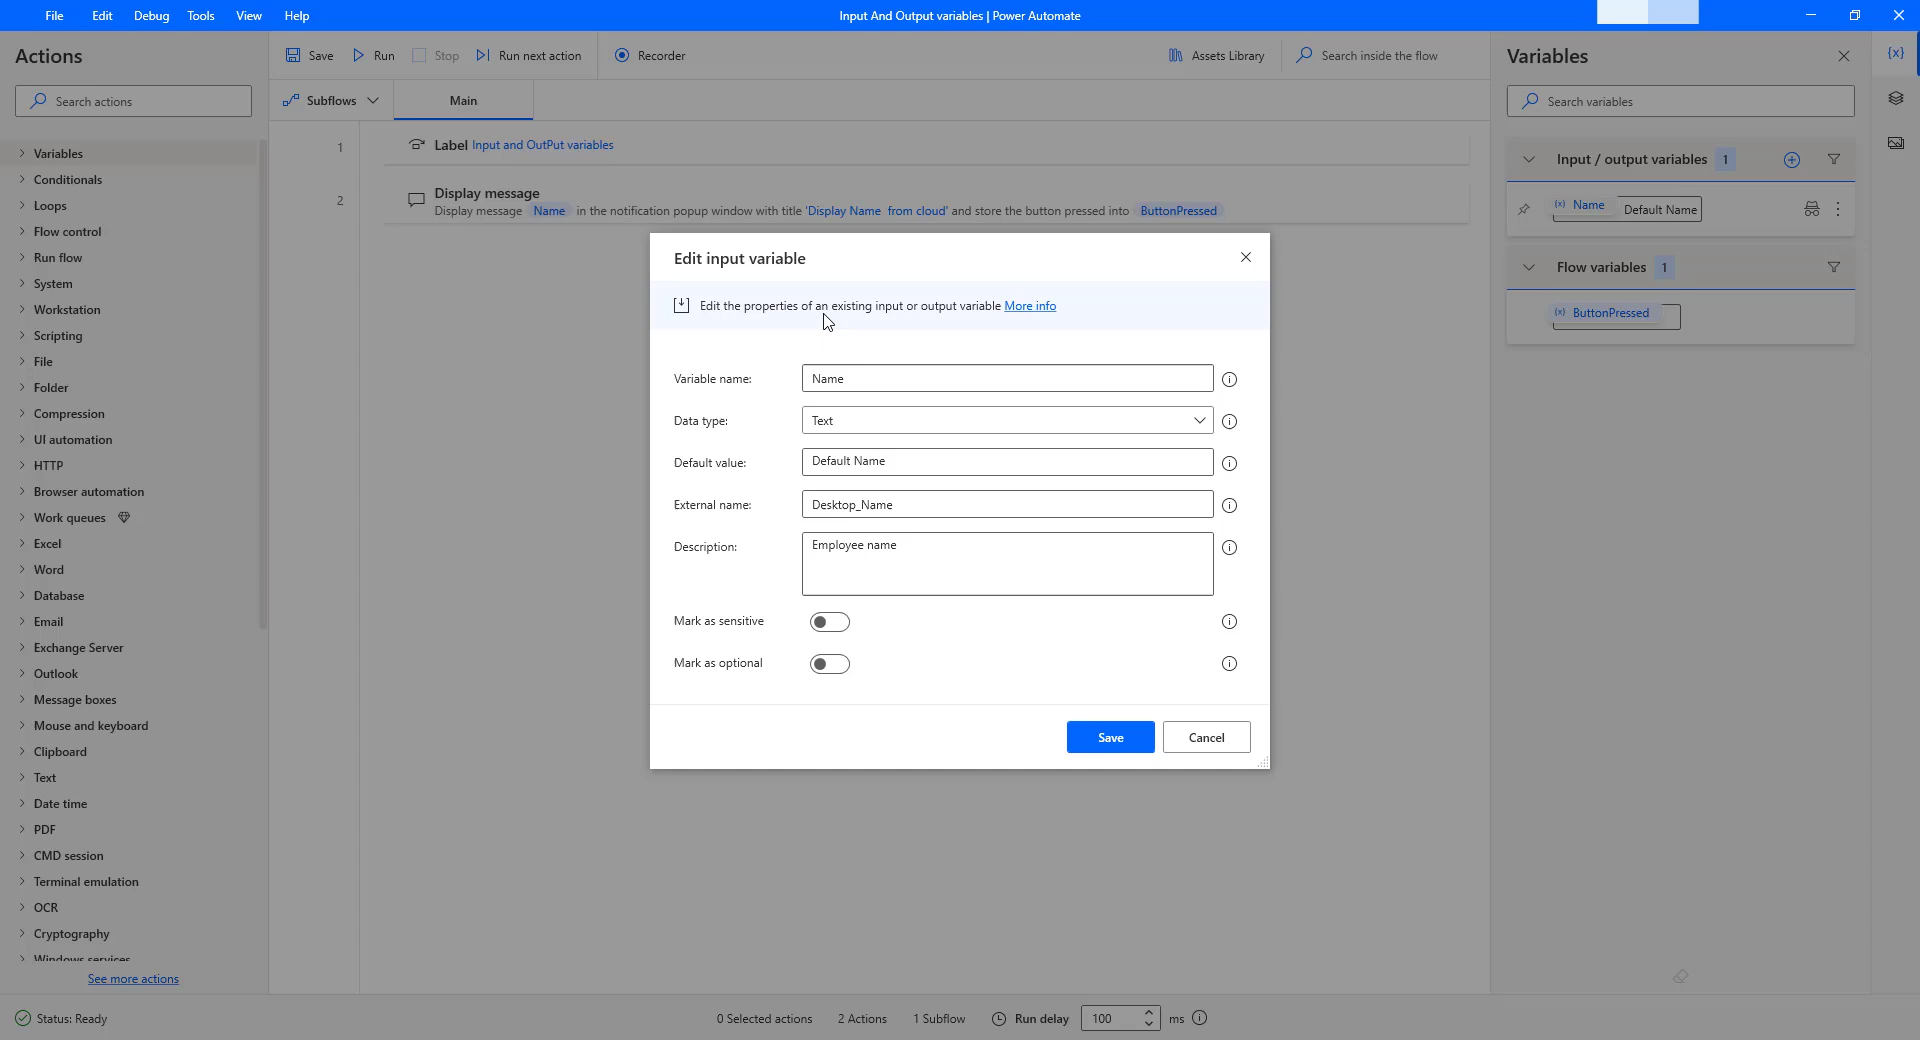 File Edit Debug Tools View Help
Input And Output variables | Power Automate
Actions
Search actions
Variables
Conditionals
Loops
Flow control
Run flow
System
Workstation
Scripting
File
Folder
Compression
UI automation
HTTP
Browser automation
Work queues
Excel
Word
Database
Email
Exchange Server
Outlook
Message boxes
Mouse and keyboard
Clipboard
Text
Date time
PDF
CMD session
Terminal emulation
OCR
Cryptography
Windows services
See more actions
Save Run Stop Run next action Recorder
Assets Library Search inside the flow
Subflows Main
1 Label Input and OutPut variables
2 Display message
Display message Name in the notification popup window with title 'Display Name from cloud' and store the button pressed into ButtonPressed
Edit input variable
Edit the properties of an existing input or output variable More info
Variable name: Name
Data type: Text
Default value: Default Name
External name: Desktop_Name
Description: Employee name
Mark as sensitive
Mark as optional
Save Cancel
Variables
{x}
Search variables
Input / output variables 1
(x) Name Default Name
Flow variables 1
(x) ButtonPressed
Status: Ready
0 Selected actions 2 Actions 1 Subflow Run delay 100 ms